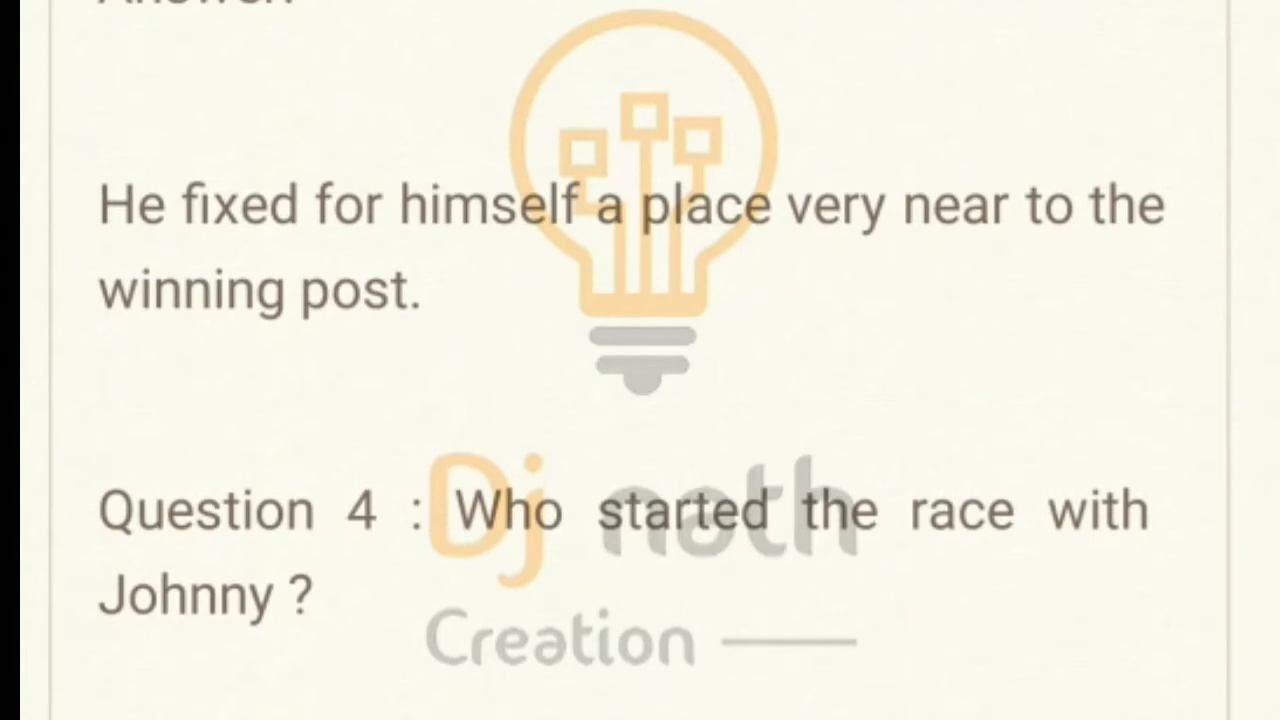 He fixed for himself a place very near to the
winning post.
Question 4 : Who started the race with
Johnny ?
Dj nath
Creation